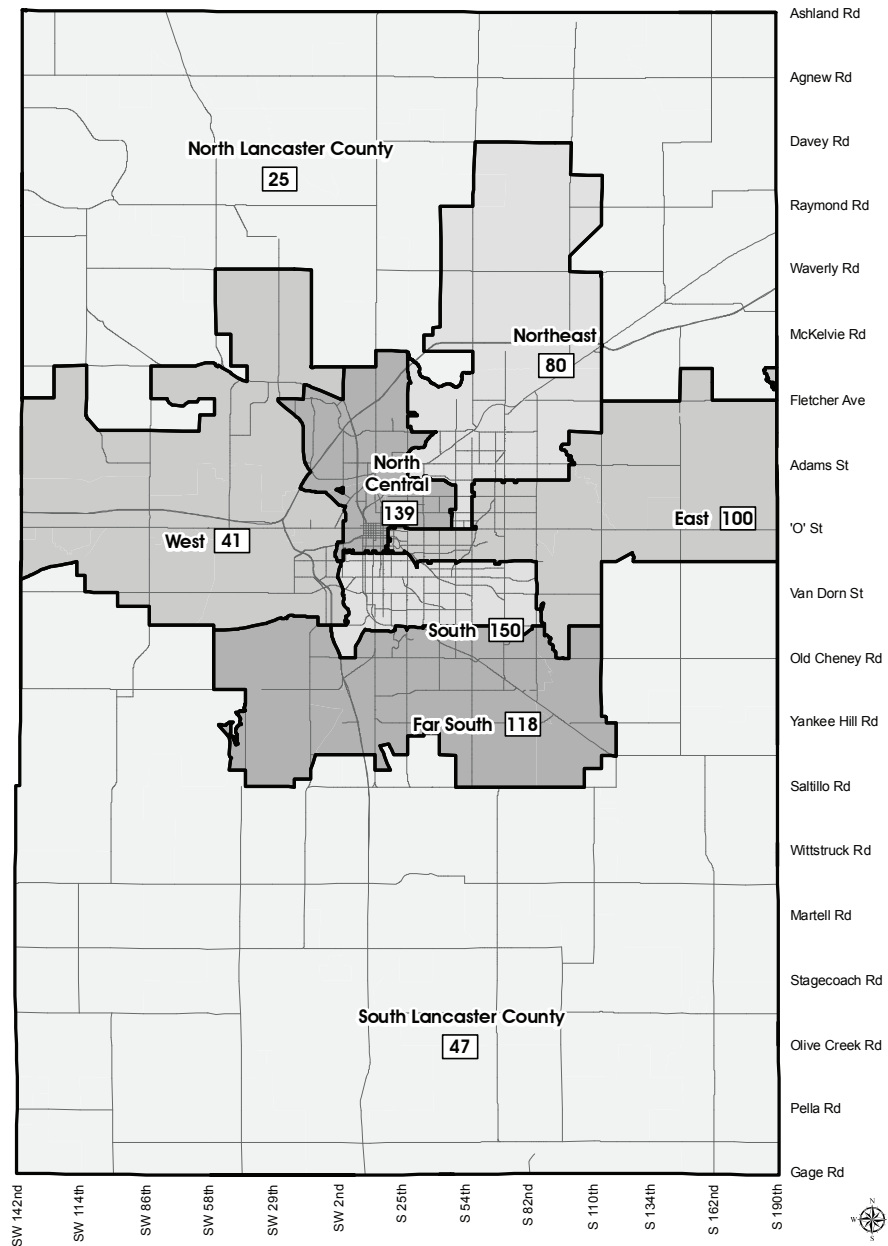 Ashland Rd
Agnew Rd
Davey Rd
North Lancaster County
25
Raymond Rd
Waverly Rd
McKelvie Rd
Northeast
80
Fletcher Ave
Adams St
North
Central
139
East 100
'O' St
West 41
Van Dorn St
South 150
Old Cheney Rd
Far South 118
Yankee Hill Rd
Saltillo Rd
Wittstruck Rd
Martell Rd
Stagecoach Rd
South Lancaster County
47
Olive Creek Rd
Pella Rd
Gage Rd
SW 142nd
SW 114th
SW 86th
SW 58th
SW 29th
SW 2nd
S 25th
S 54th
S 82nd
S 110th
S 134th
S 162nd
S 190th
N
W
E
S